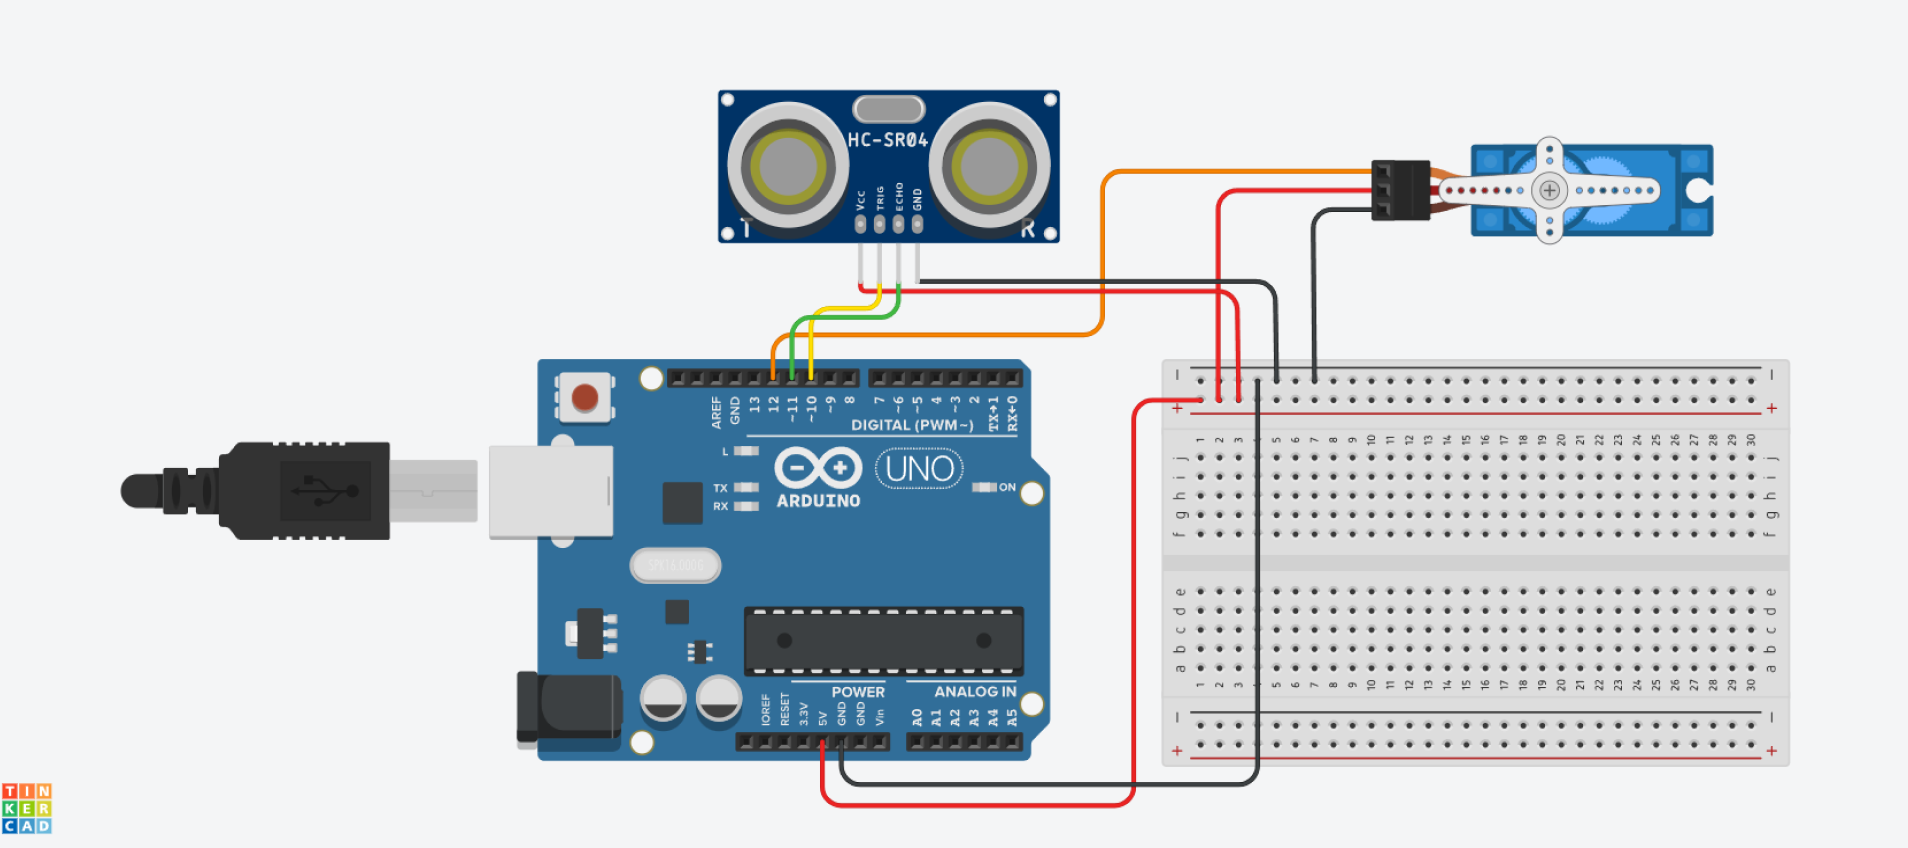 HC-SR04
Vcc
TRIG
ECHO
GND
T
R
AREF
GND
13
12
~11
~10
~9
8
7
~6
~5
4
~3
2
TX→1
RX←0
DIGITAL (PWM~)
L
TX
RX
ARDUINO
UNO
ON
POWER
ANALOG IN
IOREF
RESET
3.3V
5V
GND
GND
Vin
A0
A1
A2
A3
A4
A5
- -
+ +
1 2 3 4 5 6 7 8 9 10 11 12 13 14 15 16 17 18 19 20 21 22 23 24 25 26 27 28 29 30
j j
i i
h h
g g
f f
e e
d d
c c
b b
a a
1 2 3 4 5 6 7 8 9 10 11 12 13 14 15 16 17 18 19 20 21 22 23 24 25 26 27 28 29 30
- -
+ +
TIN
KER
CAD